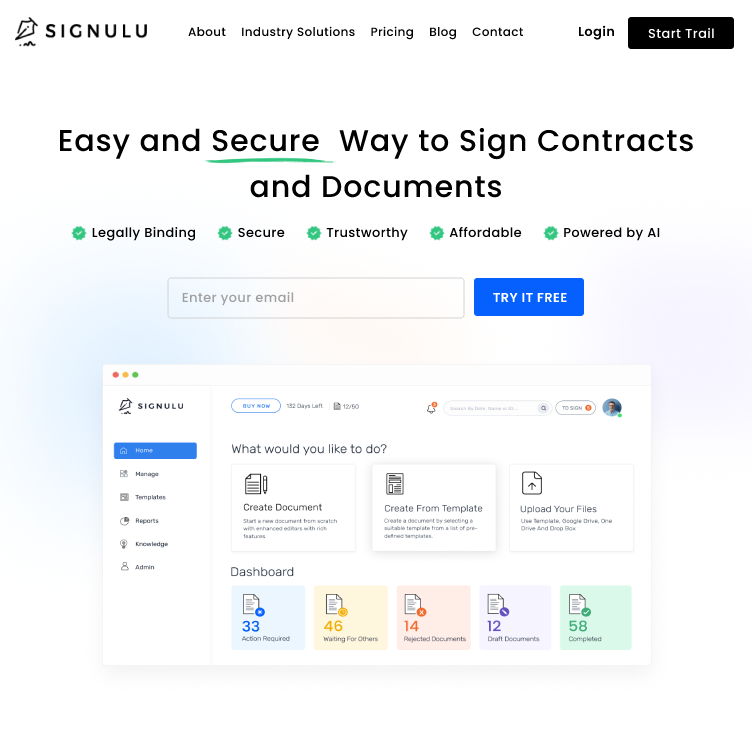 SIGNULU
About Industry Solutions Pricing Blog Contact
Login
Start Trail
Easy and Secure Way to Sign Contracts
and Documents
Legally Binding Secure Trustworthy Affordable Powered by AI
Enter your email
TRY IT FREE
SIGNULU
BUY NOW
132 Days Left
12/50
Search By Date, Name or ID...
TO SIGN
Home
Manage
Templates
Reports
Knowledge
Admin
What would you like to do?
Create Document
Start a new document from scratch
with enhanced editors with rich
features.
Create From Template
Create a document by selecting a
suitable template from a list of pre-
defined templates.
Upload Your Files
Use Template, Google Drive, One
Drive And Drop Box
Dashboard
33
Action Required
46
Waiting For Others
14
Rejected Documents
12
Draft Documents
58
Completed